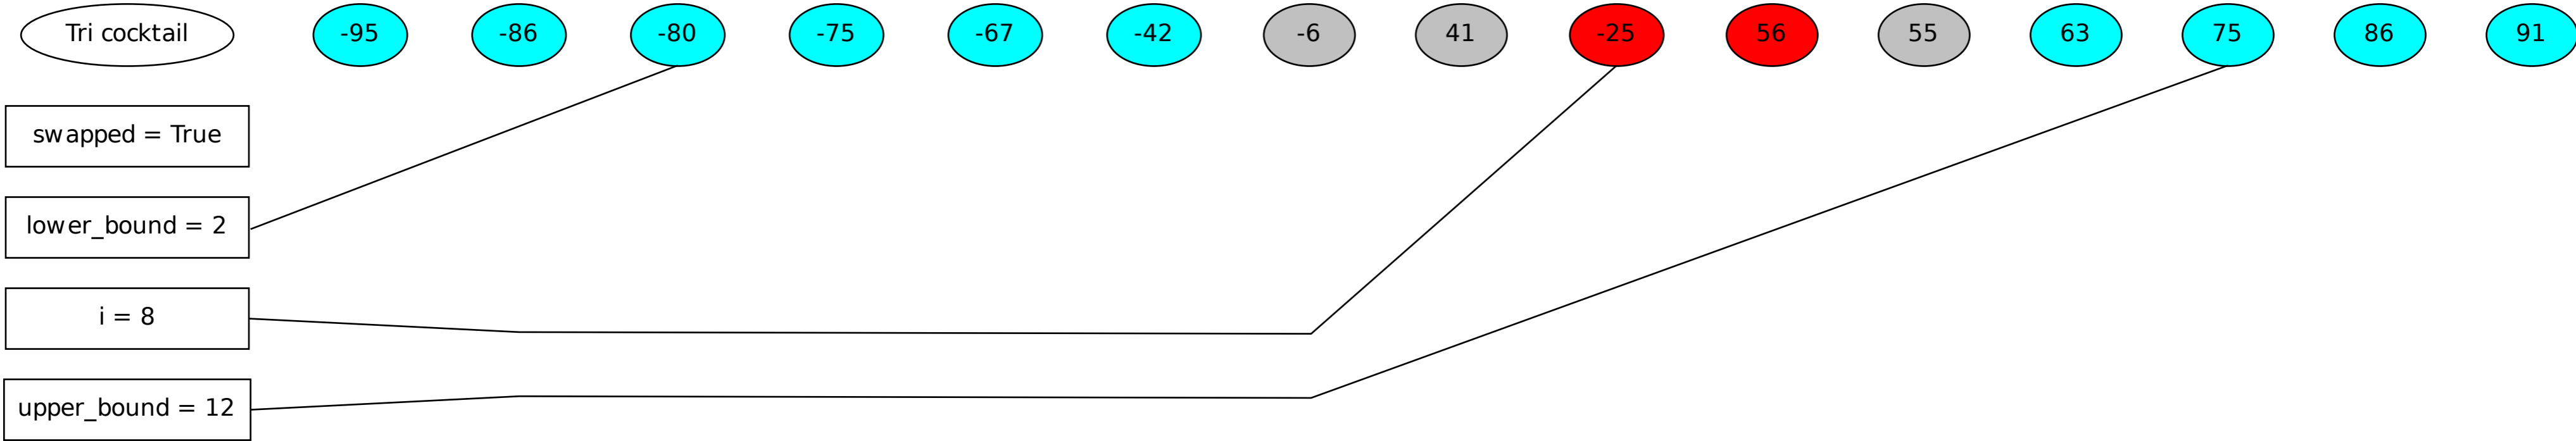 Tri cocktail -95 -86 -80 -75 -67 -42 -6 41 -25 56 55 63 75 86 91
swapped = True
lower_bound = 2
i = 8
upper_bound = 12